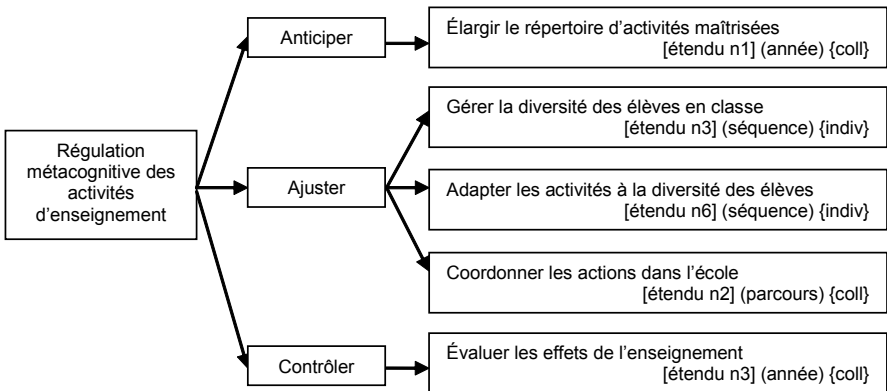 Anticiper
Élargir le répertoire d'activités maîtrisées
[étendu n1] (année) {coll}
Gérer la diversité des élèves en classe
[étendu n3] (séquence) {indiv}
Régulation
métacognitive des
activités
d'enseignement
Ajuster
Adapter les activités à la diversité des élèves
[étendu n6] (séquence) {indiv}
Coordonner les actions dans l'école
[étendu n2] (parcours) {coll}
Contrôler
Évaluer les effets de l'enseignement
[étendu n3] (année) {coll}